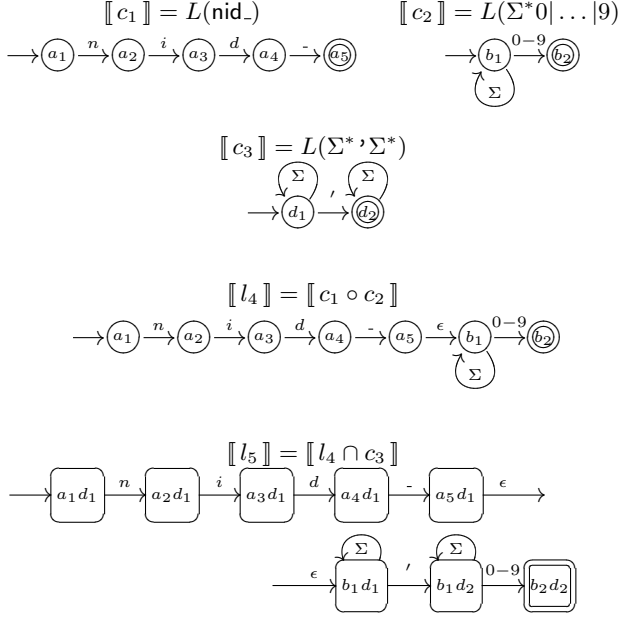 ⟦ c₁ ⟧ = L(nid_) ⟦ c₂ ⟧ = L(Σ*0| . . . |9)
a₁ n a₂ i a₃ d a₄ - a₅ b₁ 0−9 b₂
Σ
⟦ c₃ ⟧ = L(Σ*'Σ*)
Σ Σ
d₁ ′ d₂
⟦ l₄ ⟧ = ⟦ c₁ ∘ c₂ ⟧
a₁ n a₂ i a₃ d a₄ - a₅ ϵ b₁ 0−9 b₂
Σ
⟦ l₅ ⟧ = ⟦ l₄ ∩ c₃ ⟧
a₁d₁ n a₂d₁ i a₃d₁ d a₄d₁ - a₅d₁ ϵ
Σ Σ
ϵ b₁d₁ ′ b₁d₂ 0−9 b₂d₂